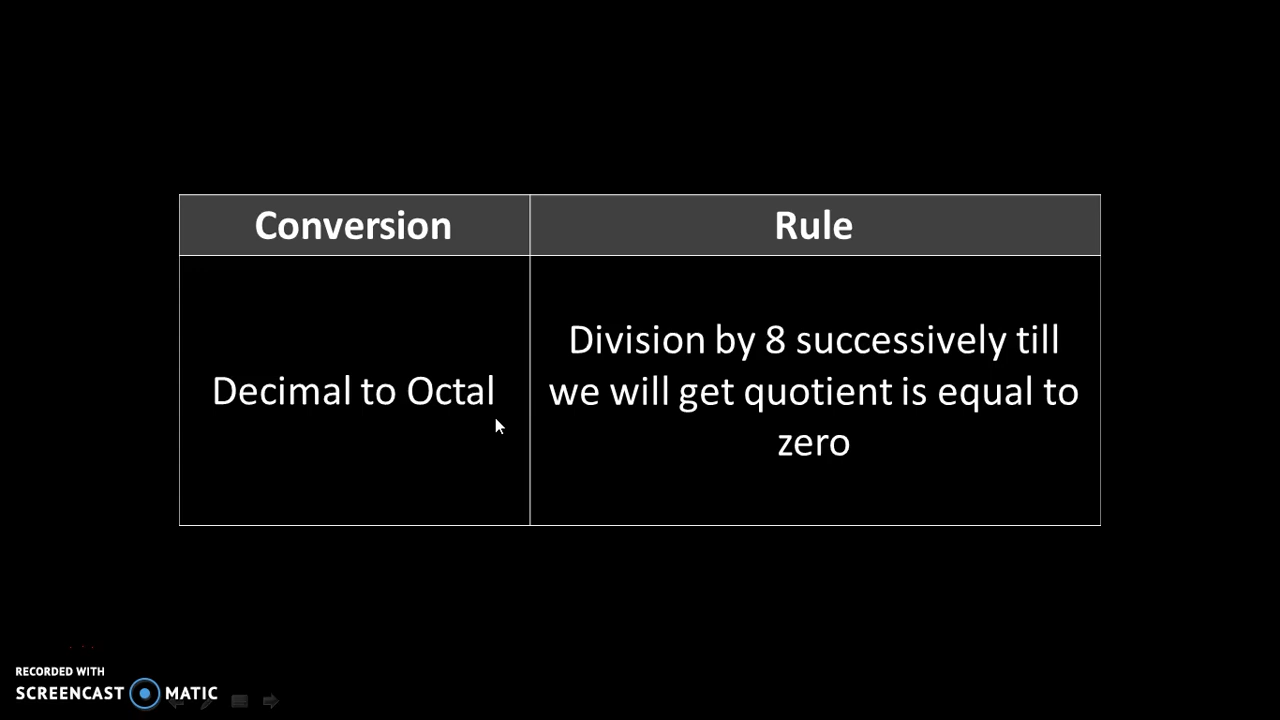 Conversion
Rule
Decimal to Octal
Division by 8 successively till
we will get quotient is equal to
zero
RECORDED WITH
SCREENCAST MATIC